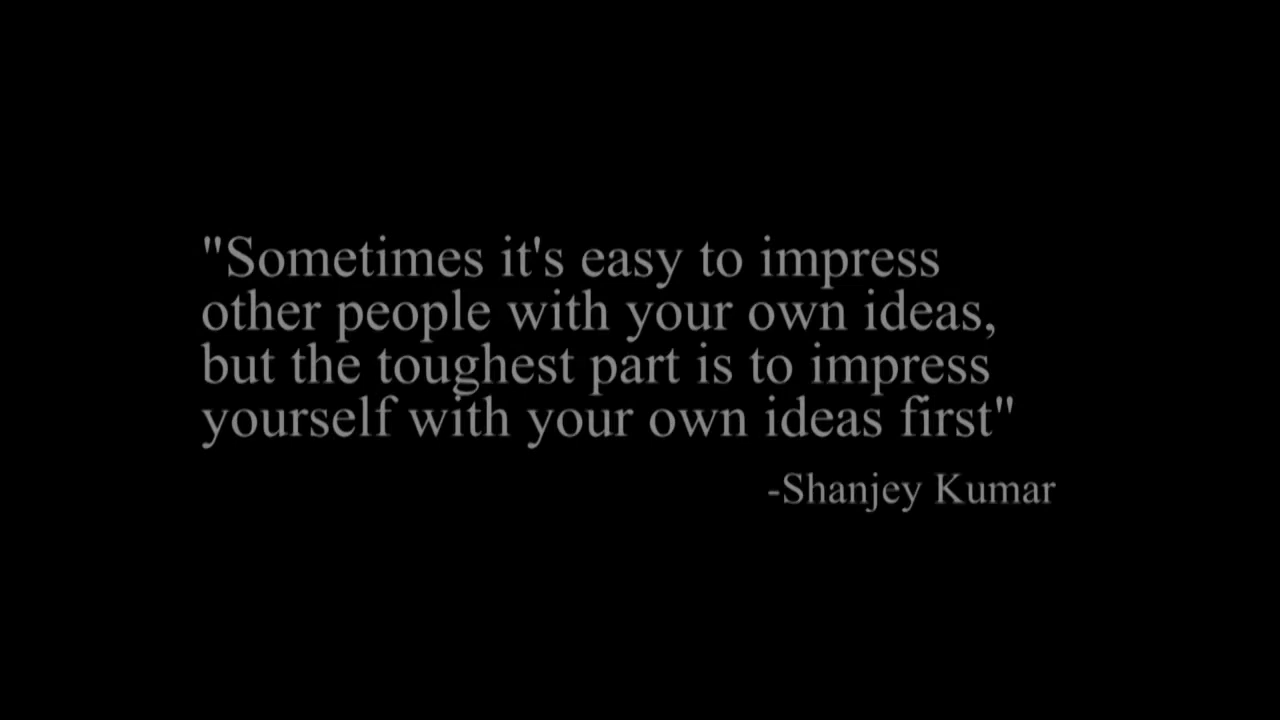 "Sometimes it's easy to impress
other people with your own ideas,
but the toughest part is to impress
yourself with your own ideas first"
-Shanjey Kumar